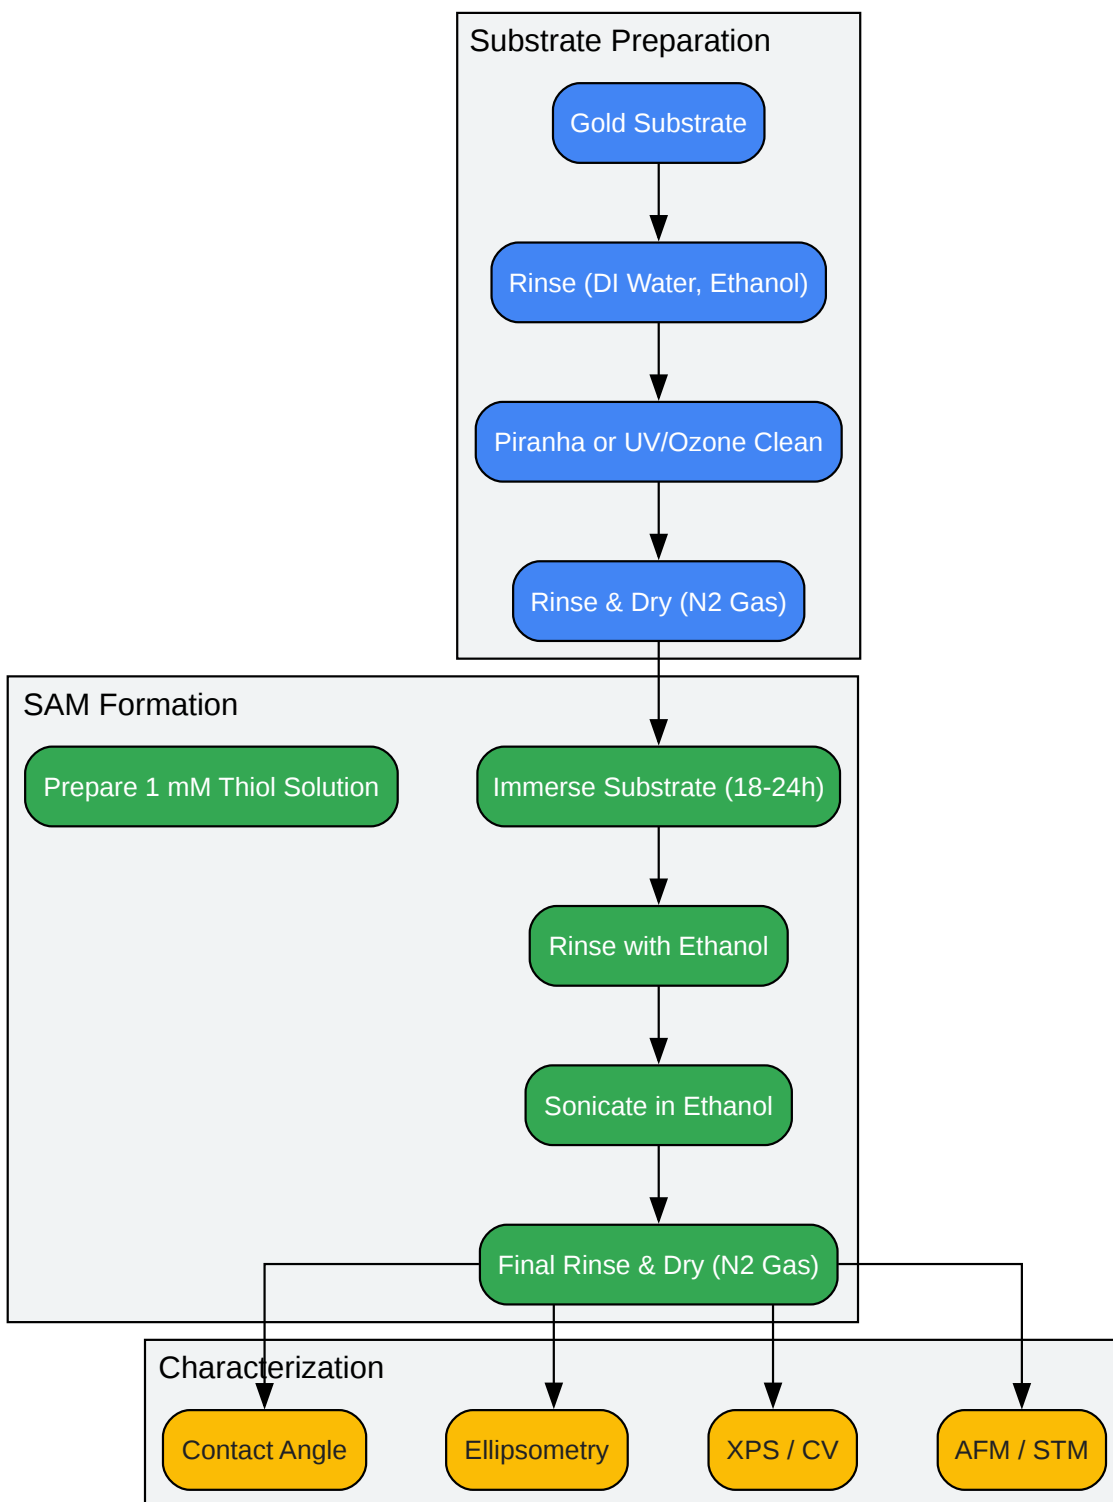 Substrate Preparation
Gold Substrate
Rinse (DI Water, Ethanol)
Piranha or UV/Ozone Clean
Rinse & Dry (N2 Gas)
SAM Formation
Prepare 1 mM Thiol Solution
Immerse Substrate (18-24h)
Rinse with Ethanol
Sonicate in Ethanol
Final Rinse & Dry (N2 Gas)
Characterization
Contact Angle
Ellipsometry
XPS / CV
AFM / STM